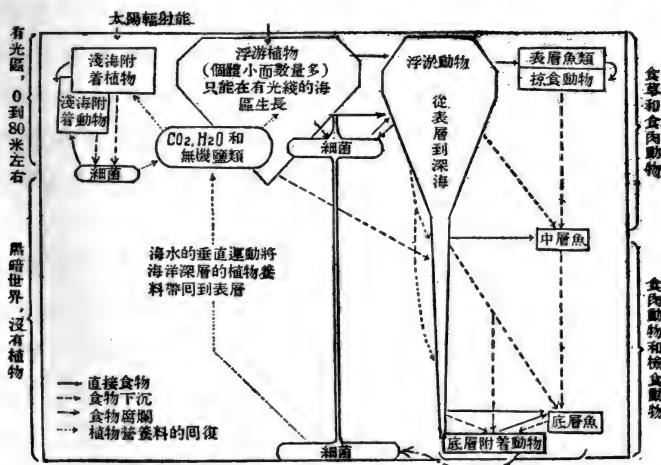 太陽輻射能
有光區，0到80米左右
黑暗世界，沒有植物
淺海附
着植物
淺海附
着動物
細菌
CO₂,H₂O和
無機鹽類
浮游植物
(個體小而數量多)
只能在有光綫的海
區生長
細菌
浮淤動物
從表層到深海
表層魚類
掠食動物
中層魚
底層魚
底層附着動物
細菌
海水的垂直運動將
海洋深層的植物養
料帶囘到表層
直接食物
食物下沉
食物腐爛
植物營養料的囘復
食草和食肉動物
食肉動物和檢食動物